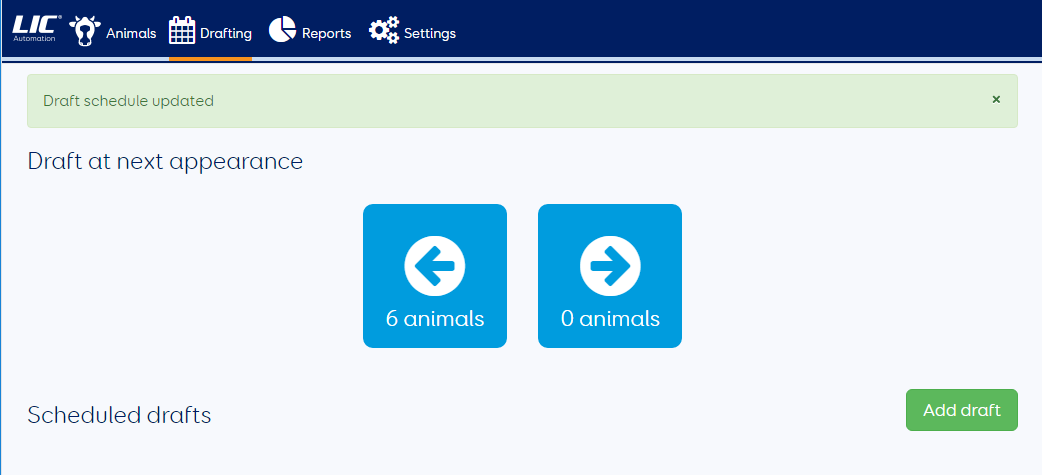 LIC®
Automation
Animals
Drafting
Reports
Settings
Draft schedule updated
×
Draft at next appearance
6 animals
0 animals
Scheduled drafts
Add draft